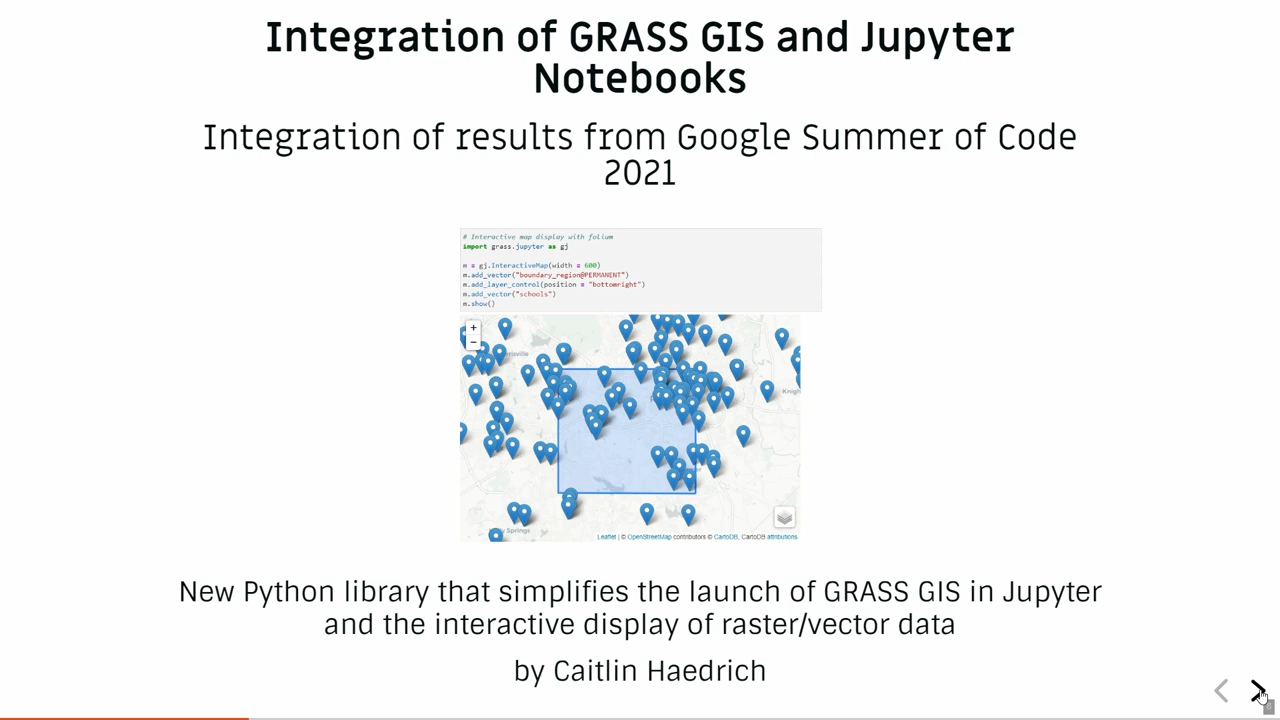 Integration of GRASS GIS and Jupyter
Notebooks
Integration of results from Google Summer of Code
2021
# Interactive map display with folium
import grass.jupyter as gj
m = gj.InteractiveMap(width = 600)
m.add_vector("boundary_region@PERMANENT")
m.add_layer_control(position = "bottomright")
m.add_vector("schools")
m.show()
+
−
Leaflet | © OpenStreetMap contributors © CartoDB, CartoDB attributions
New Python library that simplifies the launch of GRASS GIS in Jupyter
and the interactive display of raster/vector data
by Caitlin Haedrich